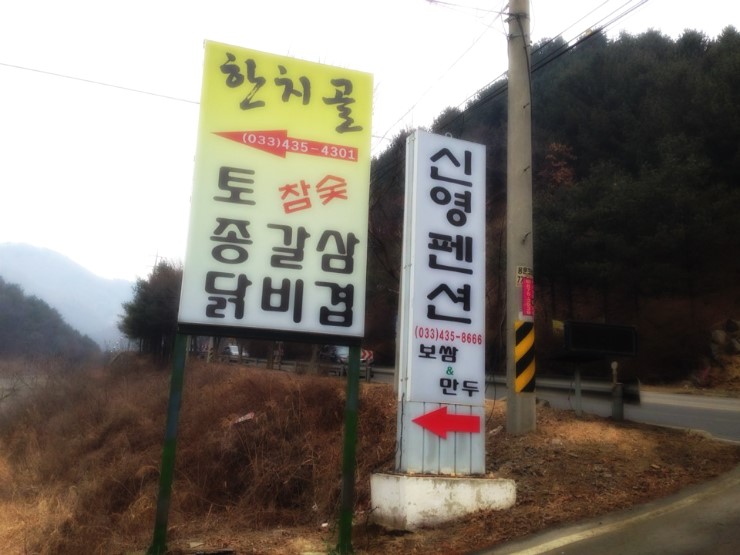 한치골
(033)435-4301
참숯
토종닭
갈비
삼겹
신영펜션
(033)435-8666
보쌈
&
만두